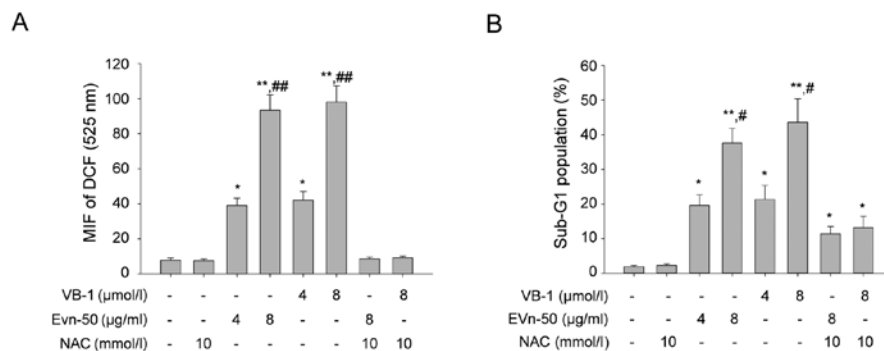 A
MIF of DCF (525 nm)
120
100
80
60
40
20
0
*
**,##
*
**,##
VB-1 (μmol/l) - - - - 4 8 - 8
Evn-50 (μg/ml) - - 4 8 - - 8 -
NAC (mmol/l) - 10 - - - - 10 10
B
Sub-G1 population (%)
60
50
40
30
20
10
0
*
**,#
*
**,#
*
*
VB-1 (μmol/l) - - - - 4 8 - 8
EVn-50 (μg/ml) - - 4 8 - - 8 -
NAC (mmol/l) - 10 - - - - 10 10